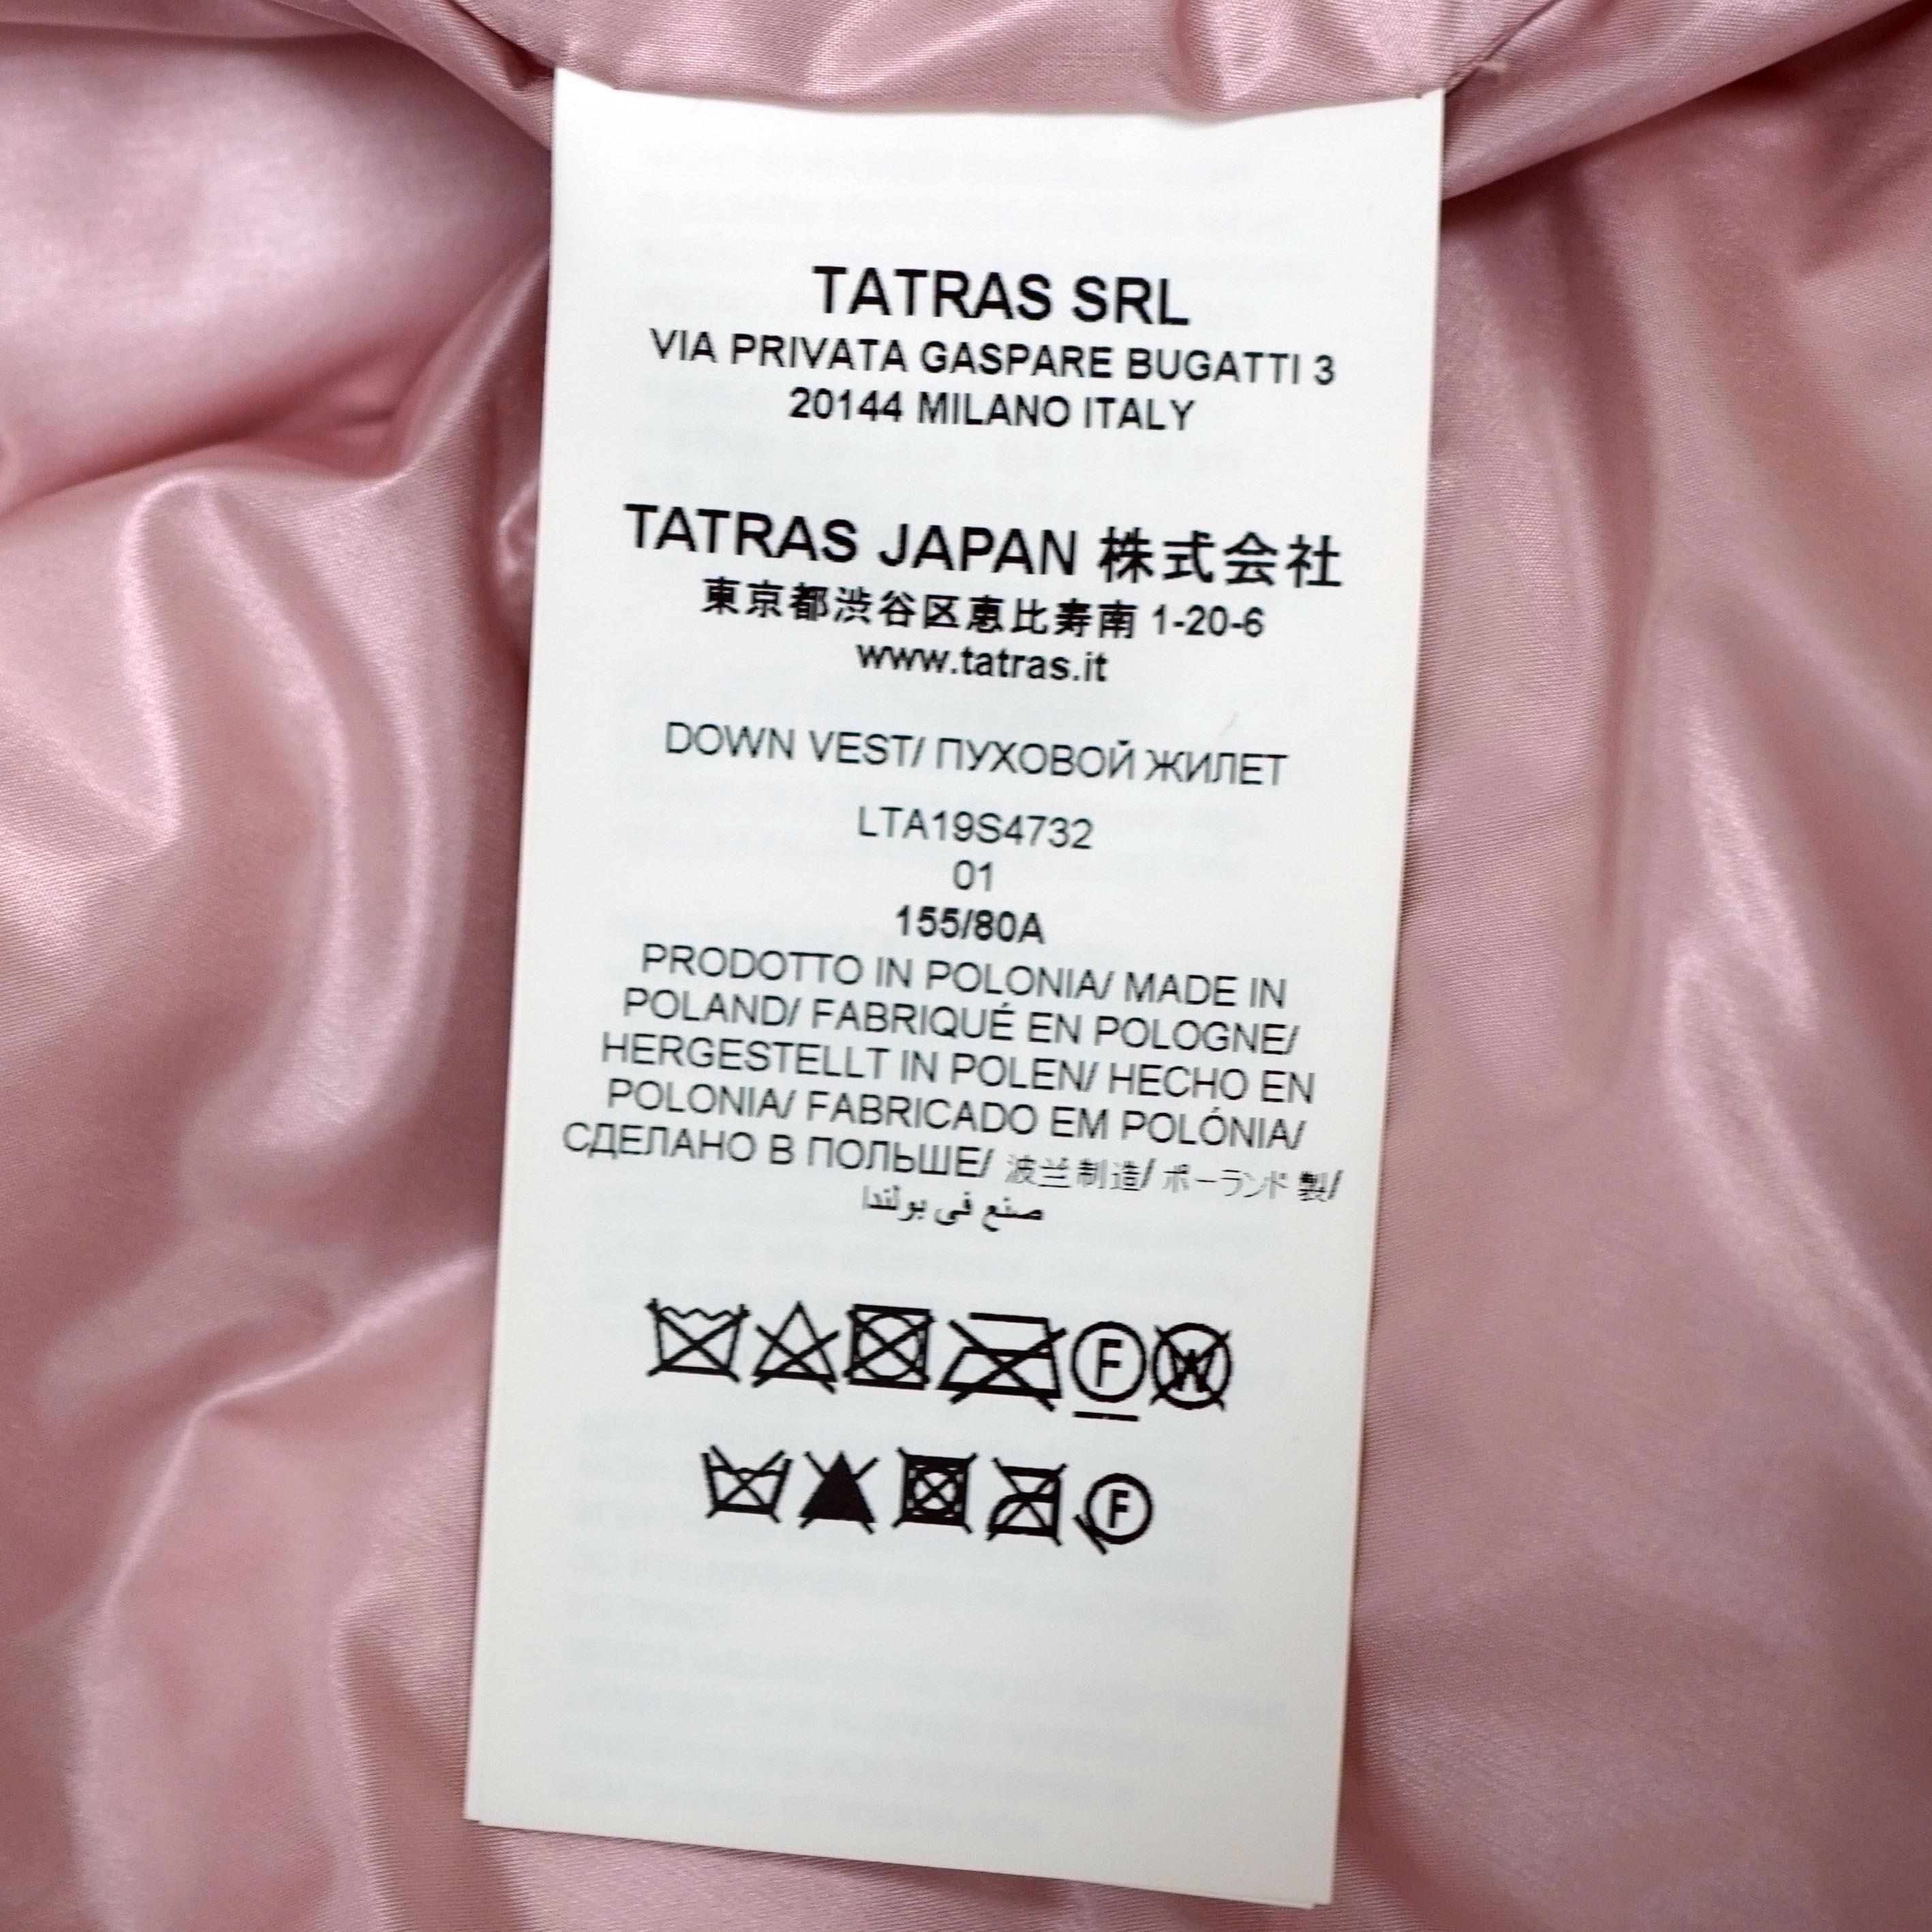 TATRAS SRL
VIA PRIVATA GASPARE BUGATTI 3
20144 MILANO ITALY
TATRAS JAPAN 株式会社
東京都渋谷区恵比寿南 1-20-6
www.tatras.it
DOWN VEST/ ПУХОВОЙ ЖИЛЕТ
LTA19S4732
01
155/80A
PRODOTTO IN POLONIA/ MADE IN
POLAND/ FABRIQUÉ EN POLOGNE/
HERGESTELLT IN POLEN/ HECHO EN
POLONIA/ FABRICADO EM POLÓNIA/
СДЕЛАНО В ПОЛЬШЕ/ 波兰制造/ ポーランド 製/
صنع في بولندا
F W
F